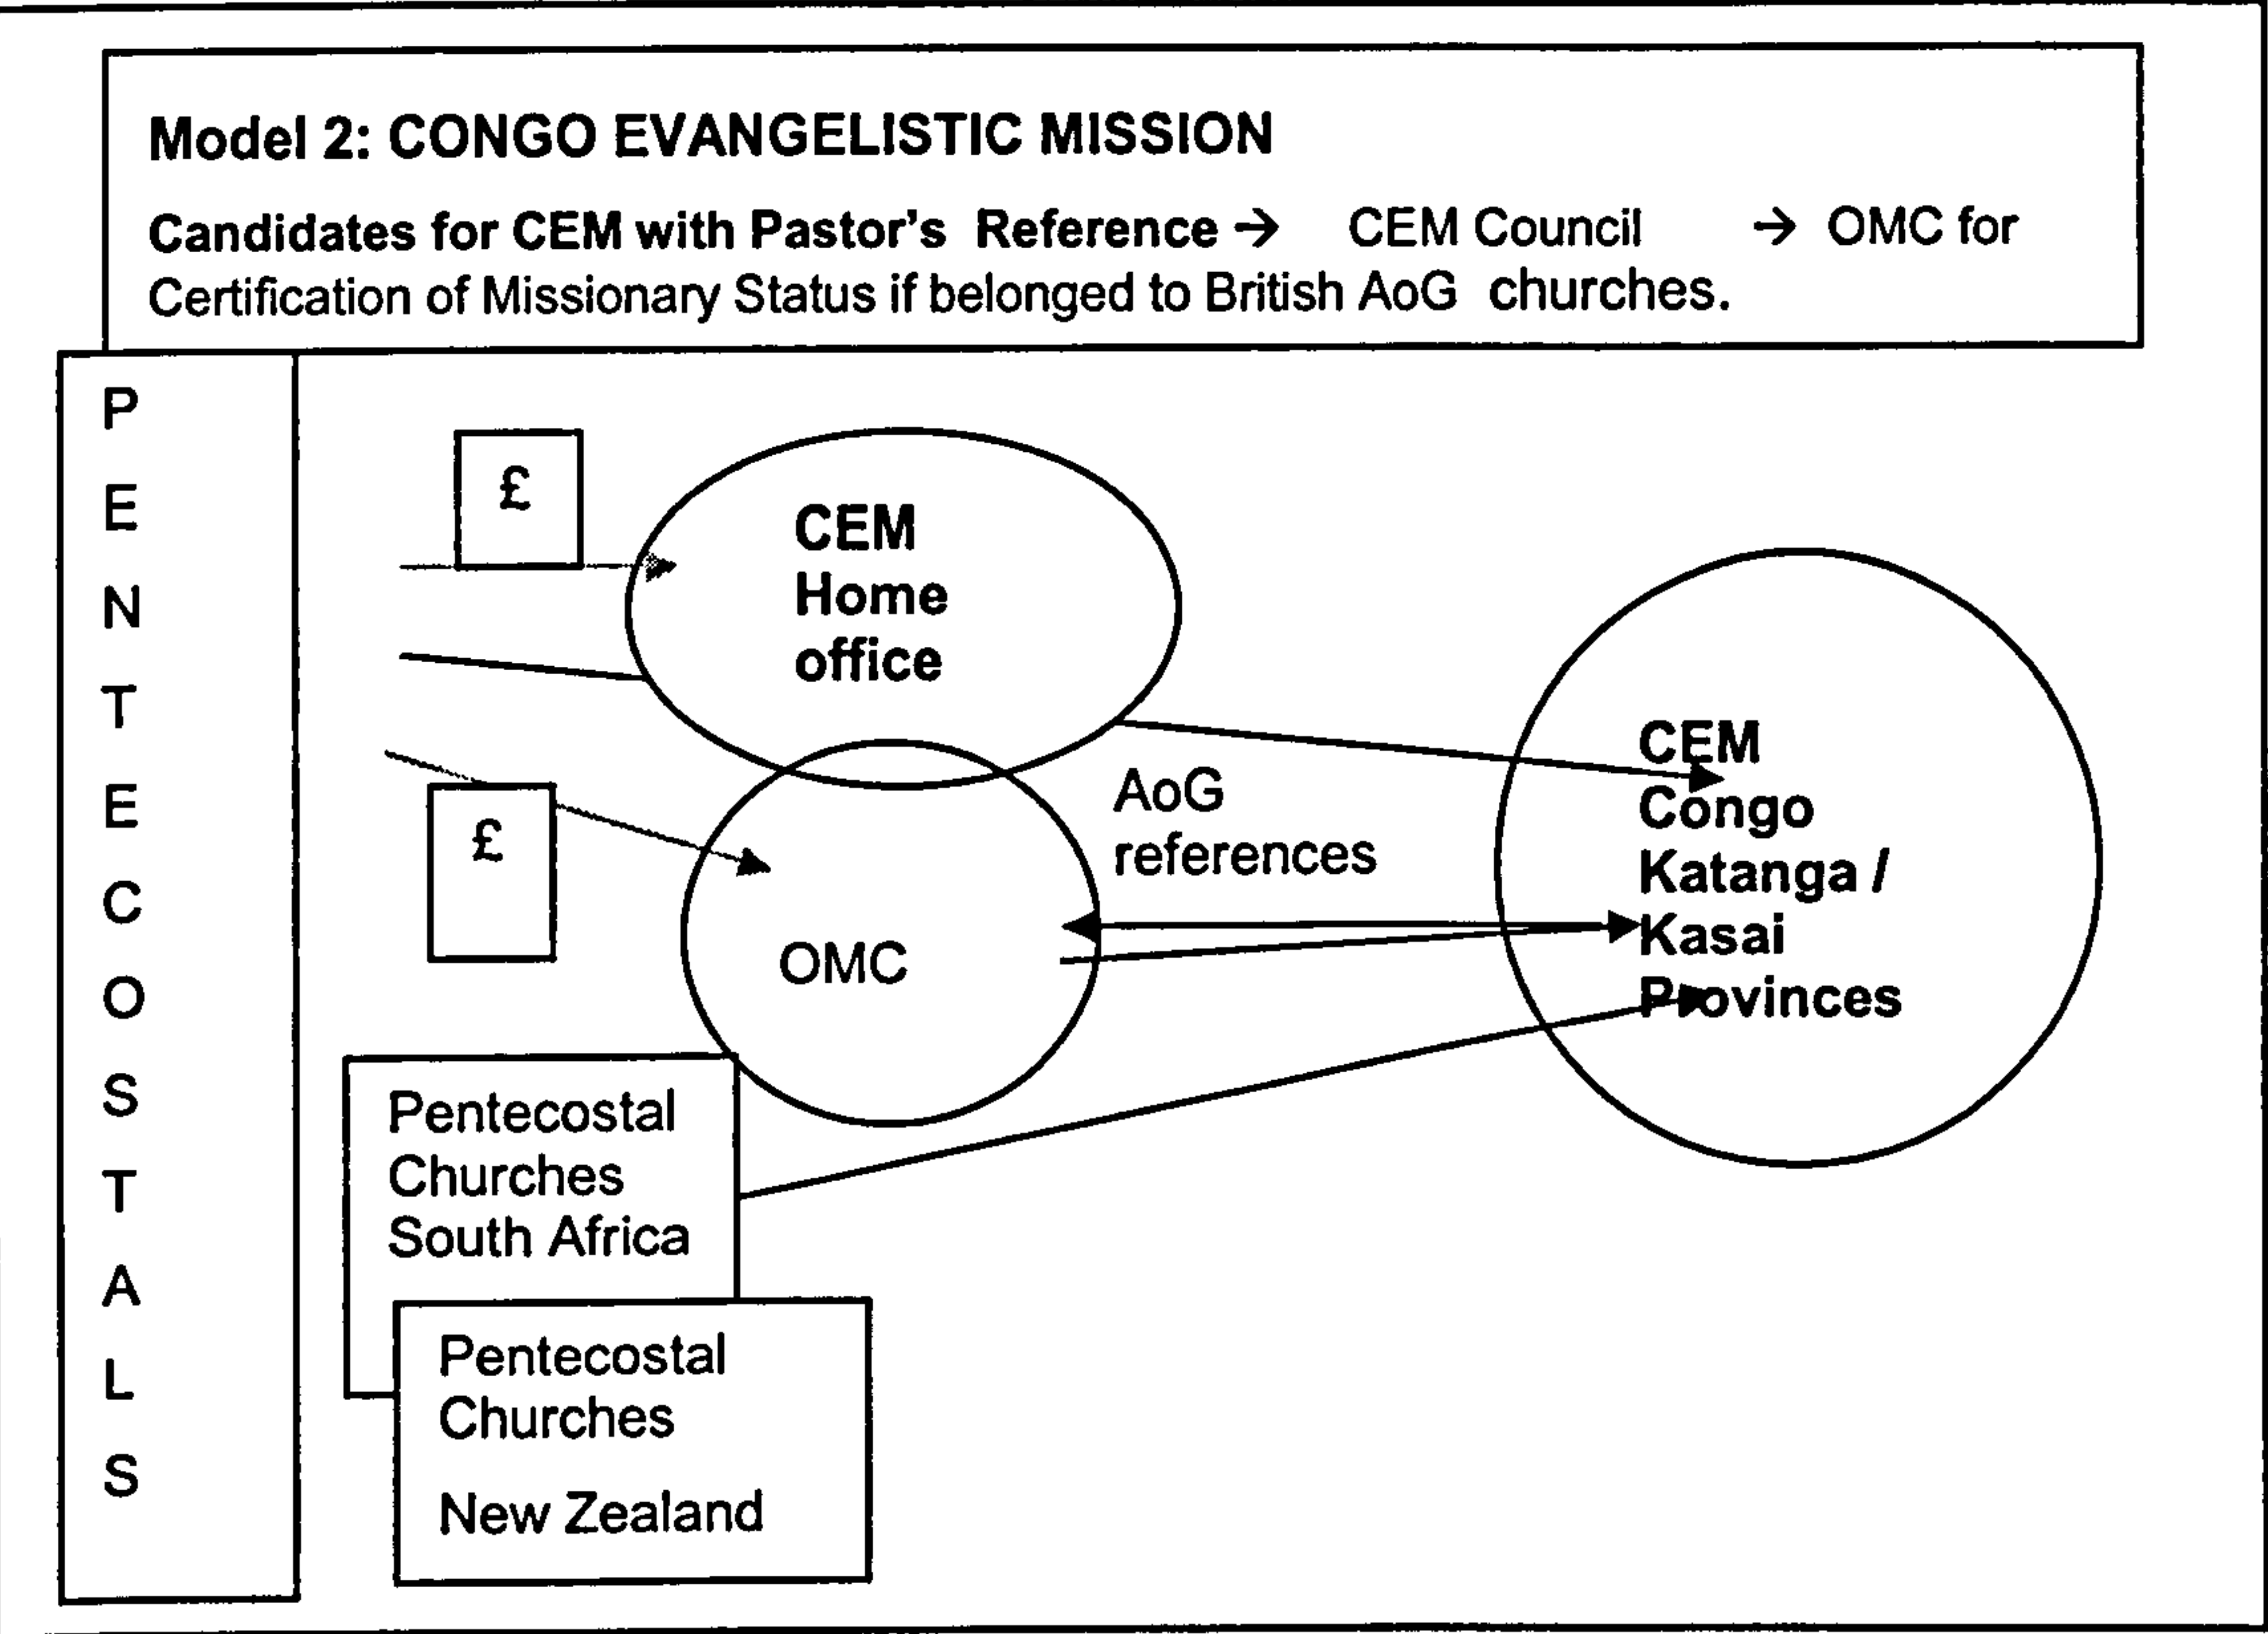 Model 2: CONGO EVANGELISTIC MISSION
Candidates for CEM with Pastor's Reference → CEM Council → OMC for
Certification of Missionary Status if belonged to British AoG churches.
P
E
N
T
E
C
O
S
T
A
L
S
£
CEM
Home
office
£
OMC
AoG
references
CEM
Congo
Katanga /
Kasai
Provinces
Pentecostal
Churches
South Africa
Pentecostal
Churches
New Zealand